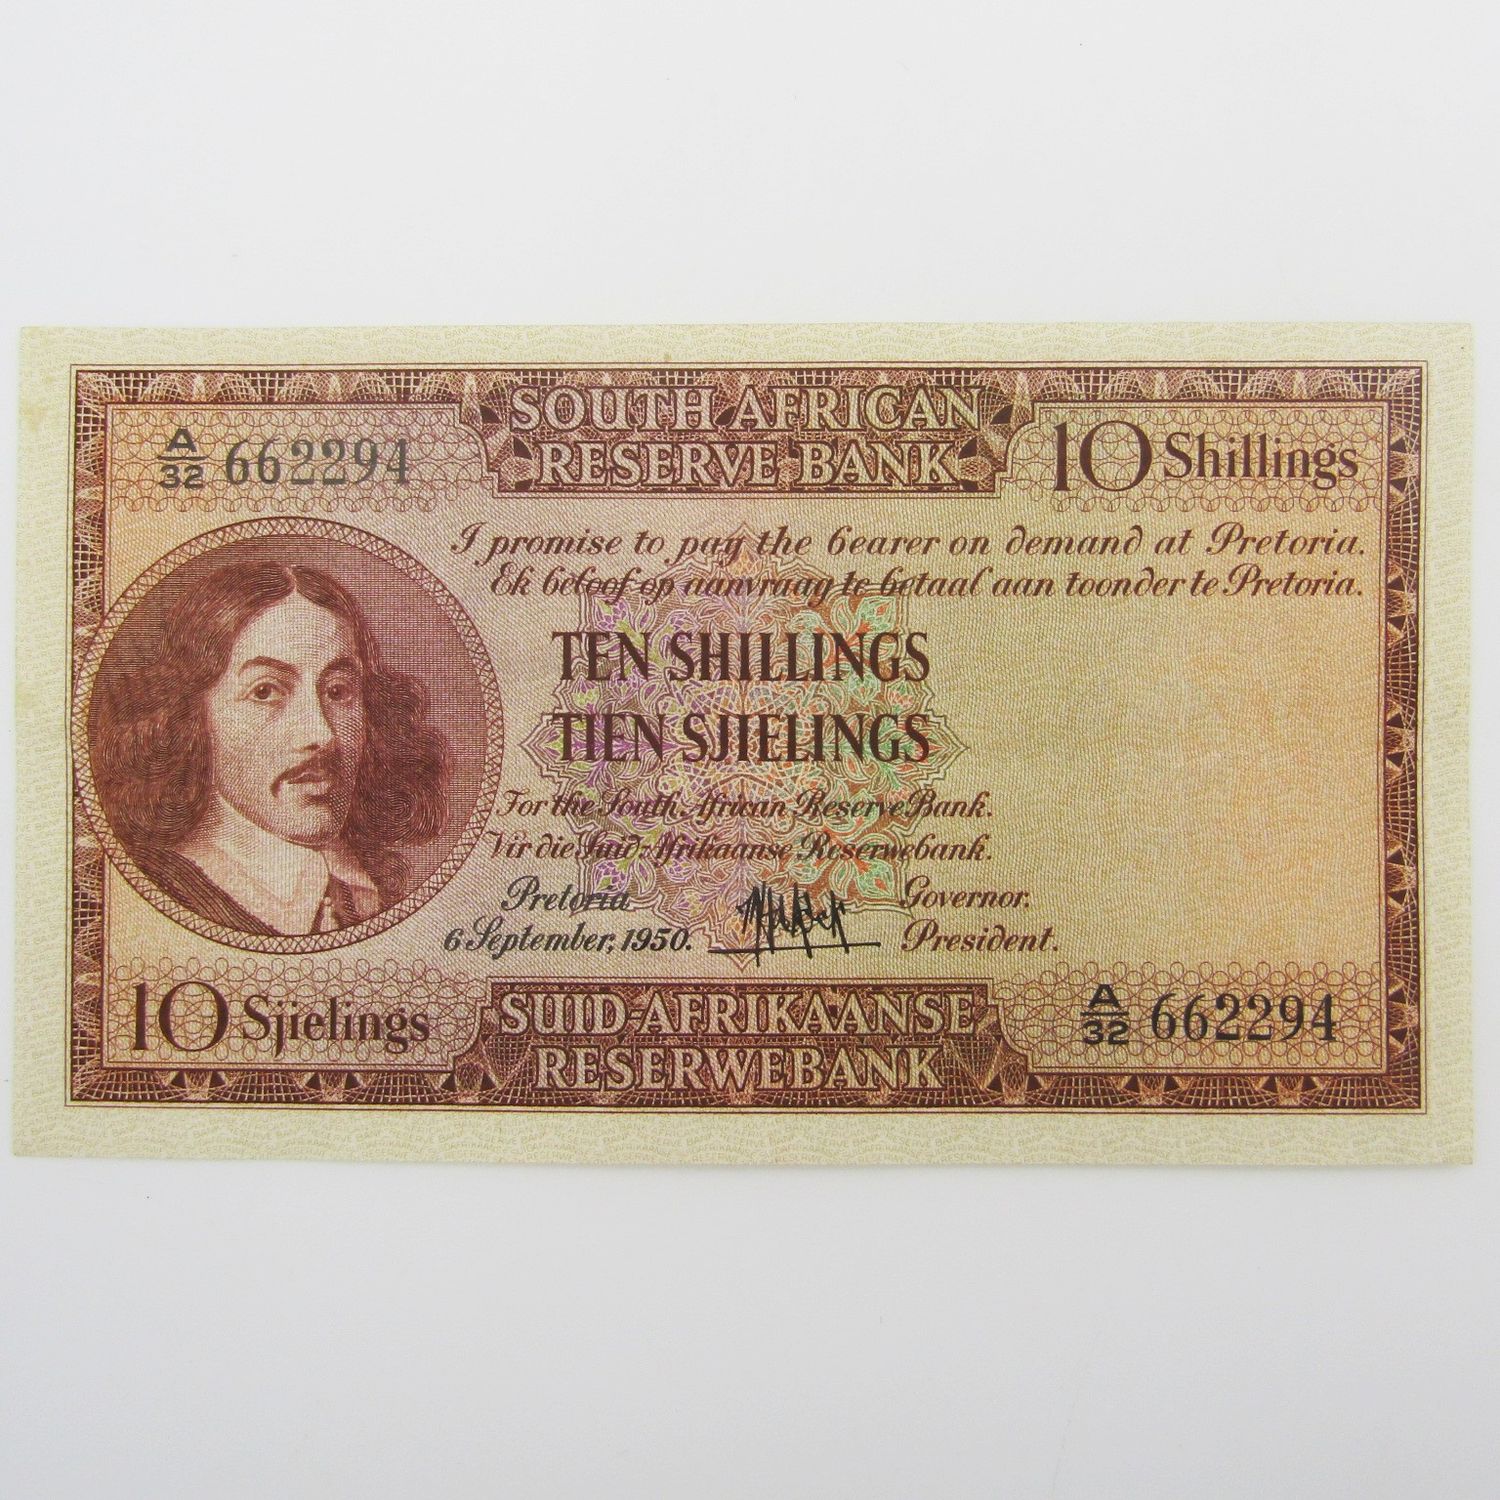 SOUTH AFRICAN
RESERVE BANK
A/32 662294
10 Shillings
I promise to pay the bearer on demand at Pretoria.
Ek beloof op aanvraag te betaal aan toonder te Pretoria.
TEN SHILLINGS
TIEN SJIELINGS
For the South African Reserve Bank.
Vir die Suid-Afrikaanse Reserwebank.
Pretoria
Governor.
6 September, 1950.
President.
10 Sjielings
SUID-AFRIKAANSE
RESERWEBANK
A/32 662294